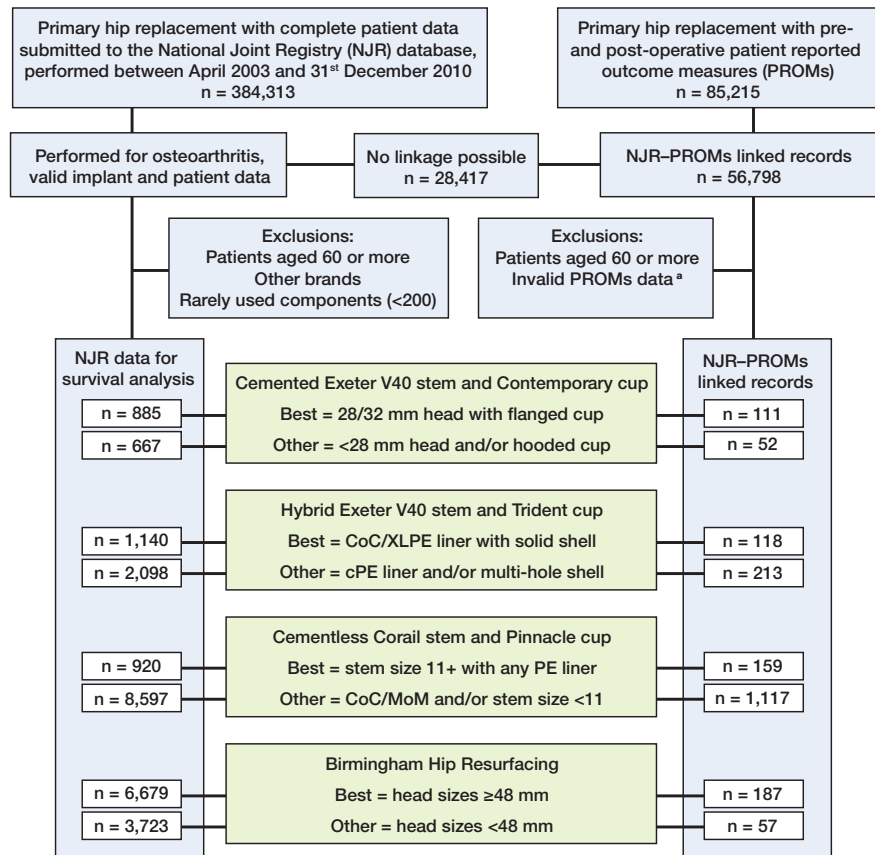 Primary hip replacement with complete patient data
submitted to the National Joint Registry (NJR) database,
performed between April 2003 and 31st December 2010
n = 384,313
Primary hip replacement with pre-
and post-operative patient reported
outcome measures (PROMs)
n = 85,215
Performed for osteoarthritis,
valid implant and patient data
No linkage possible
n = 28,417
NJR–PROMs linked records
n = 56,798
Exclusions:
Patients aged 60 or more
Other brands
Rarely used components (<200)
Exclusions:
Patients aged 60 or more
Invalid PROMs data a
NJR data for
survival analysis
NJR–PROMs
linked records
Cemented Exeter V40 stem and Contemporary cup
n = 885
Best = 28/32 mm head with flanged cup
n = 111
n = 667
Other = <28 mm head and/or hooded cup
n = 52
Hybrid Exeter V40 stem and Trident cup
n = 1,140
Best = CoC/XLPE liner with solid shell
n = 118
n = 2,098
Other = cPE liner and/or multi-hole shell
n = 213
Cementless Corail stem and Pinnacle cup
n = 920
Best = stem size 11+ with any PE liner
n = 159
n = 8,597
Other = CoC/MoM and/or stem size <11
n = 1,117
Birmingham Hip Resurfacing
n = 6,679
Best = head sizes ≥48 mm
n = 187
n = 3,723
Other = head sizes <48 mm
n = 57